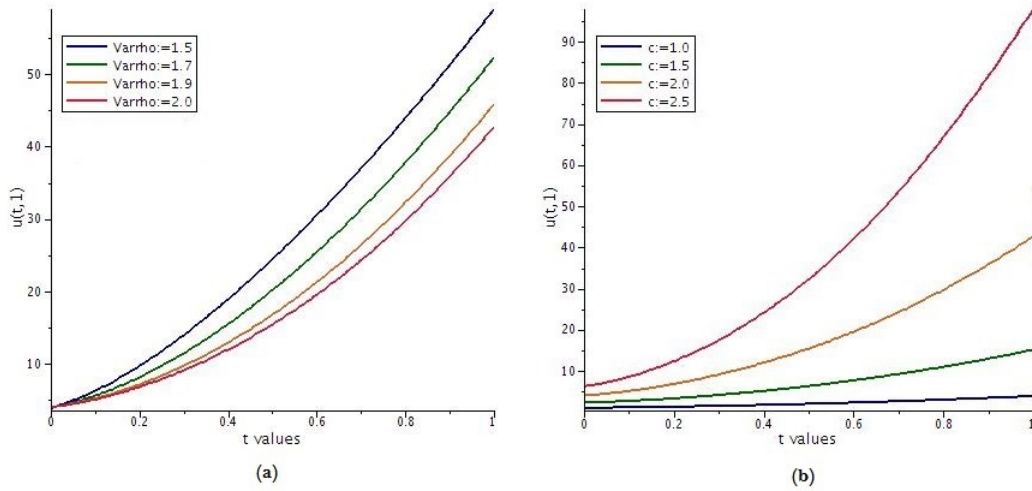 Varrho:=1.5
Varrho:=1.7
Varrho:=1.9
Varrho:=2.0
50
40
30
20
10
u(t,1)
0
0.2
0.4
0.6
0.8
1
t values
(a)
c:=1.0
c:=1.5
c:=2.0
c:=2.5
90
80
70
60
50
40
30
20
10
u(t,1)
0
0.2
0.4
0.6
0.8
1
t values
(b)